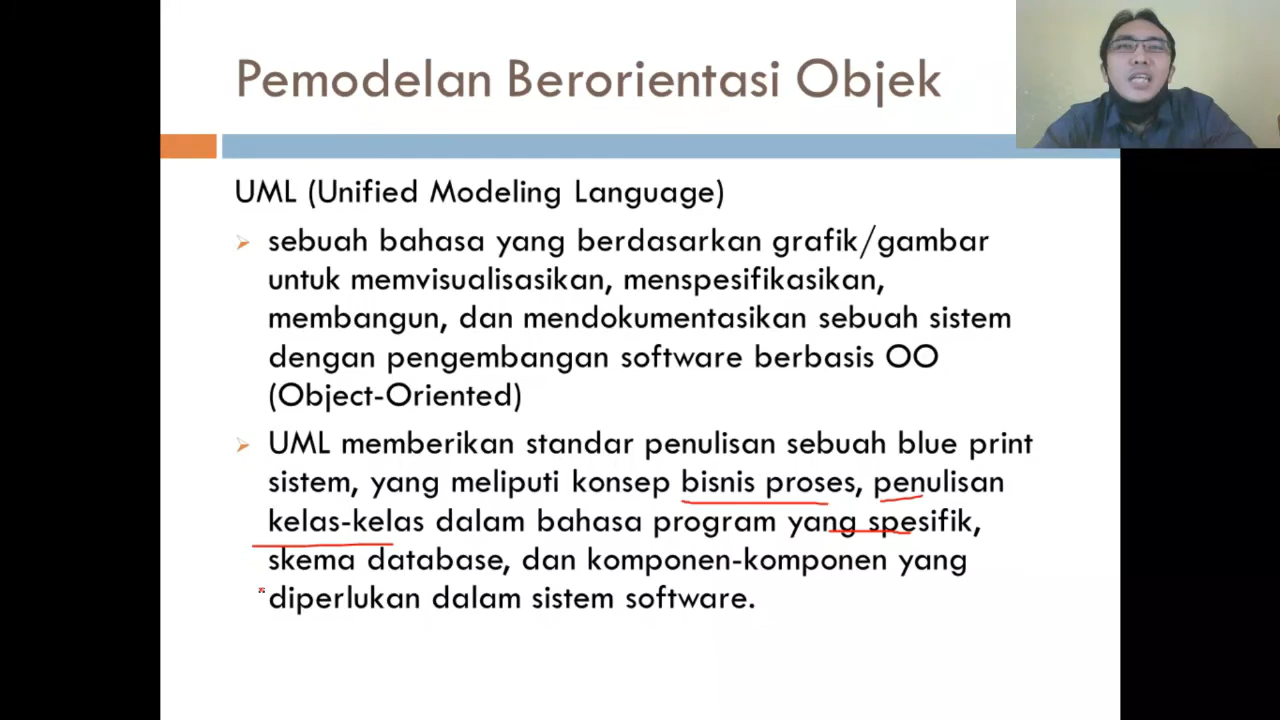 Pemodelan Berorientasi Objek
UML (Unified Modeling Language)
sebuah bahasa yang berdasarkan grafik/gambar
untuk memvisualisasikan, menspesifikasikan,
membangun, dan mendokumentasikan sebuah sistem
dengan pengembangan software berbasis OO
(Object-Oriented)
UML memberikan standar penulisan sebuah blue print
sistem, yang meliputi konsep bisnis proses, penulisan
kelas-kelas dalam bahasa program yang spesifik,
skema database, dan komponen-komponen yang
diperlukan dalam sistem software.